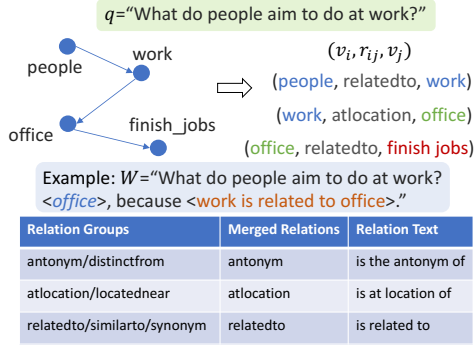 q="What do people aim to do at work?"
people
work
office
finish_jobs
(vᵢ, rᵢⱼ, vⱼ)
(people, relatedto, work)
(work, atlocation, office)
(office, relatedto, finish jobs)
Example: W="What do people aim to do at work?
<office>, because <work is related to office>."
Relation Groups Merged Relations Relation Text
antonym/distinctfrom antonym is the antonym of
atlocation/locatednear atlocation is at location of
relatedto/similarto/synonym relatedto is related to